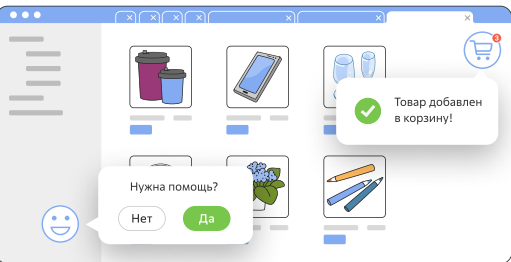 3
Товар добавлен
в корзину!
Нужна помощь?
Нет
Да